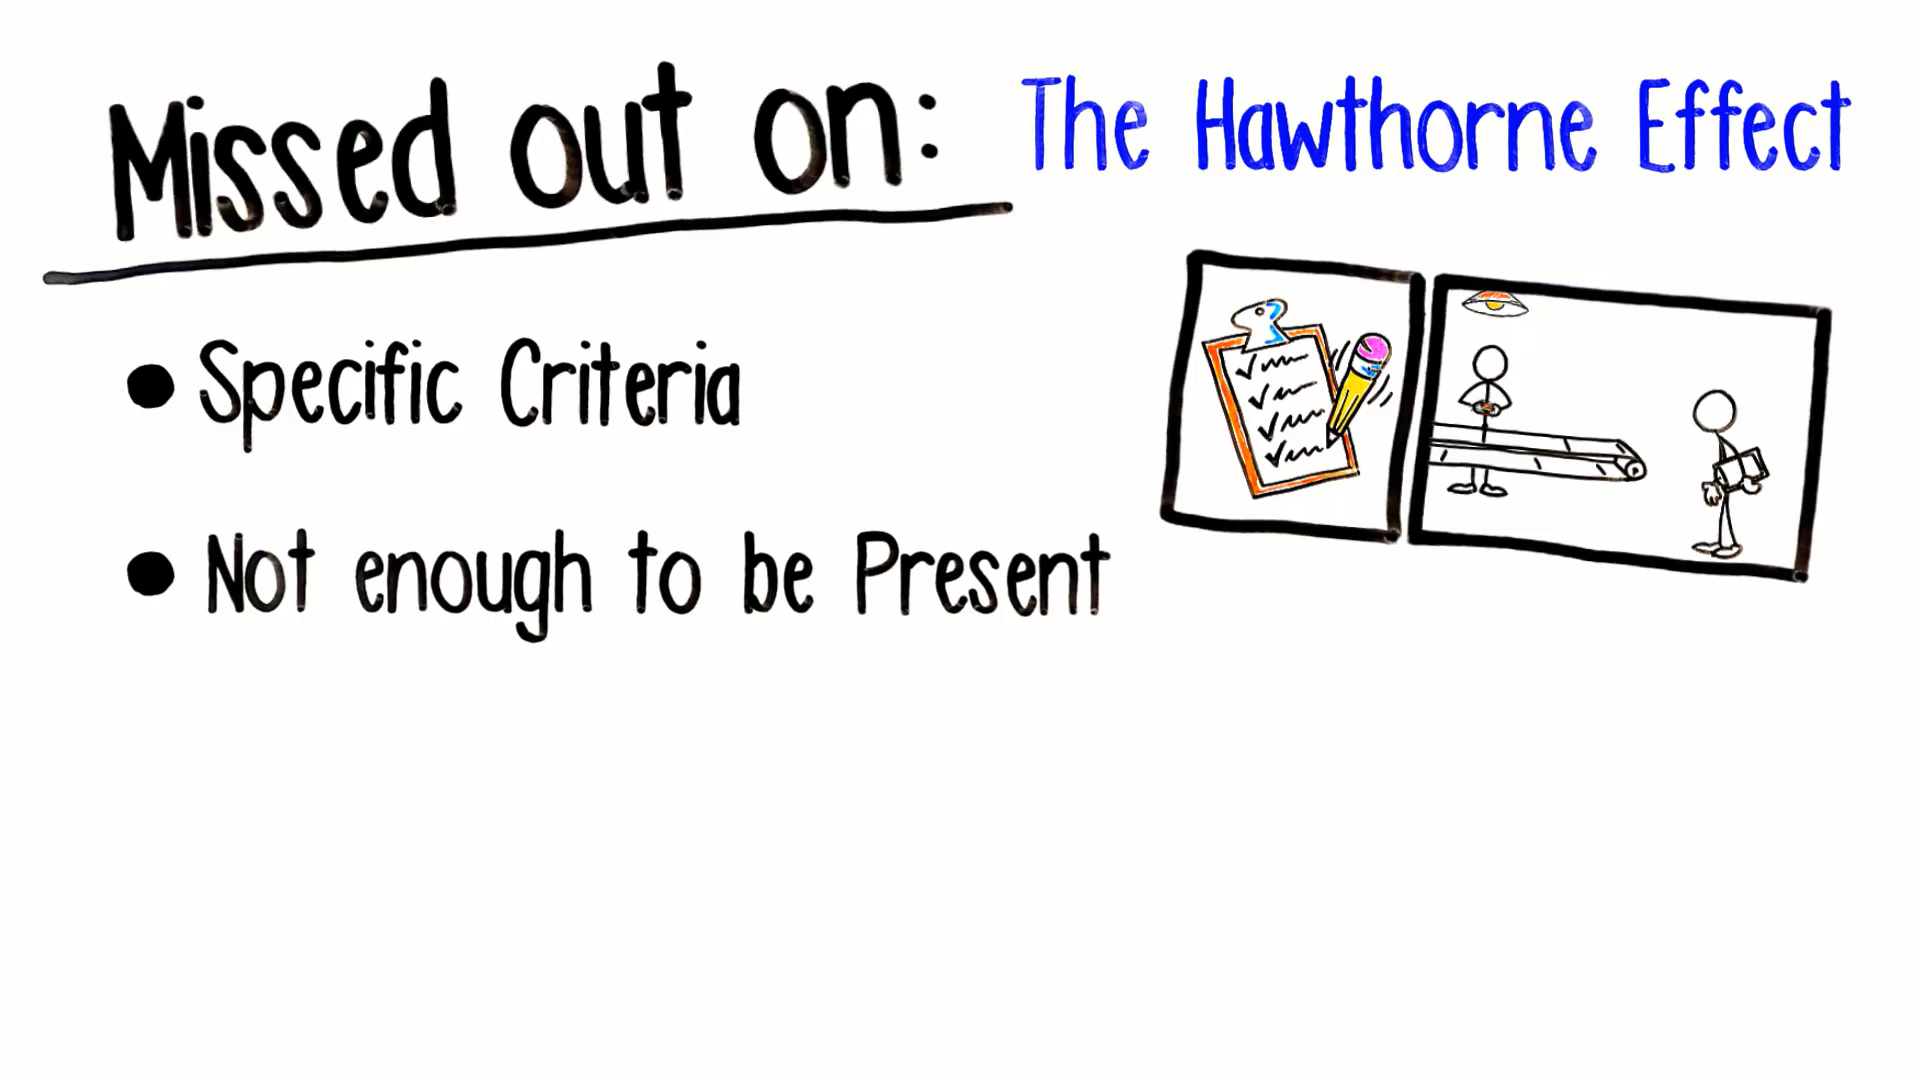 Missed out on: The Hawthorne Effect
• Specific Criteria
• Not enough to be Present